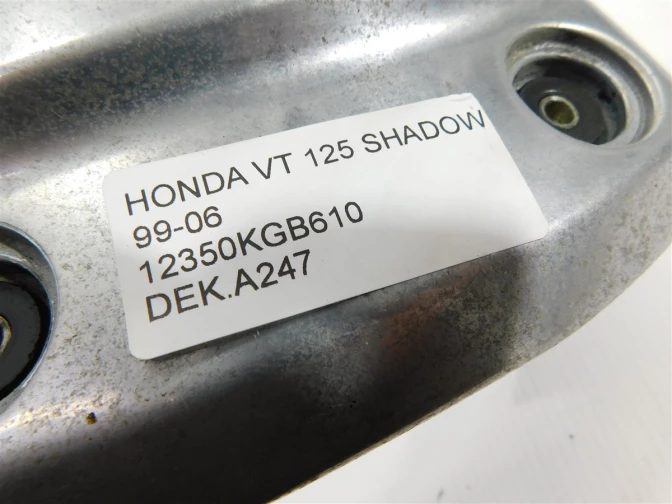 HONDA VT 125 SHADOW
99-06
12350KGB610
DEK.A247